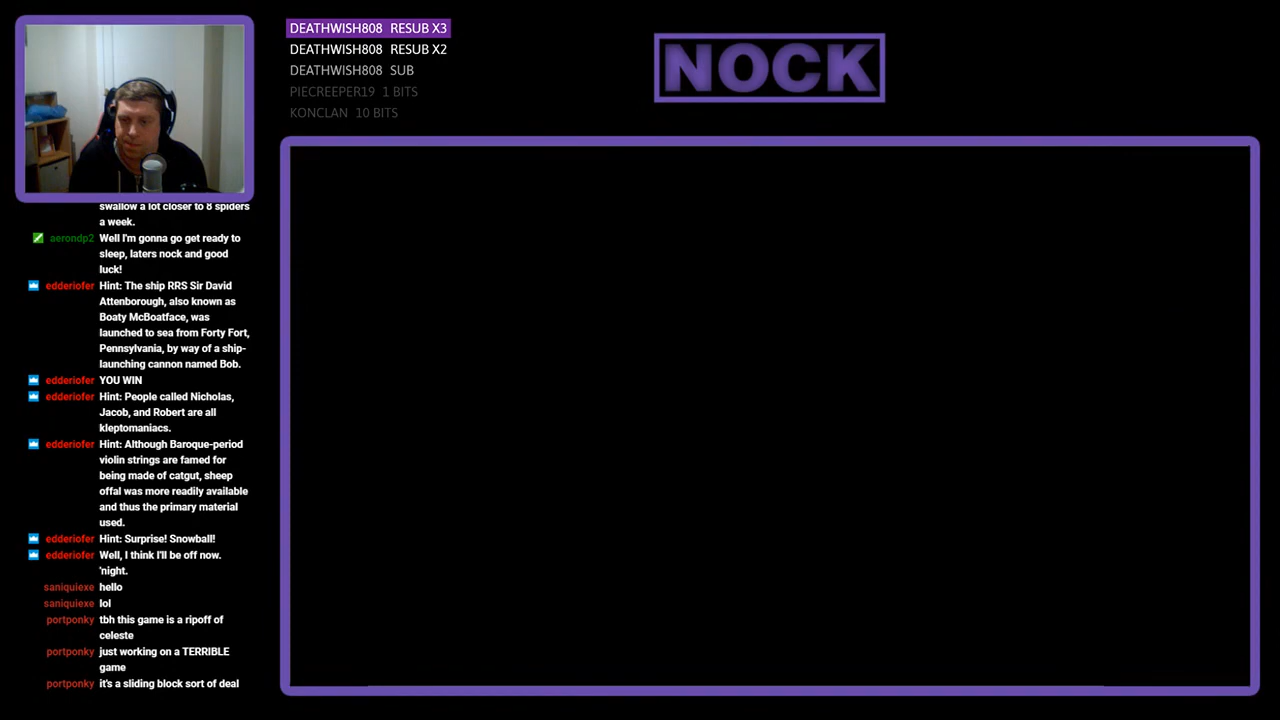 DEATHWISH808 RESUB X3
DEATHWISH808 RESUB X2
DEATHWISH808 SUB
PIECREEPER19 1 BITS
KONCLAN 10 BITS
NOCK
swallow a lot closer to 8 spiders
a week.
aerondp2 Well I'm gonna go get ready to
sleep, laters nock and good
luck!
edderiofer Hint: The ship RRS Sir David
Attenborough, also known as
Boaty McBoatface, was
launched to sea from Forty Fort,
Pennsylvania, by way of a ship-
launching cannon named Bob.
edderiofer YOU WIN
edderiofer Hint: People called Nicholas,
Jacob, and Robert are all
kleptomaniacs.
edderiofer Hint: Although Baroque-period
violin strings are famed for
being made of catgut, sheep
offal was more readily available
and thus the primary material
used.
edderiofer Hint: Surprise! Snowball!
edderiofer Well, I think I'll be off now.
'night.
saniquiexe hello
saniquiexe lol
portponky tbh this game is a ripoff of
celeste
portponky just working on a TERRIBLE
game
portponky it's a sliding block sort of deal